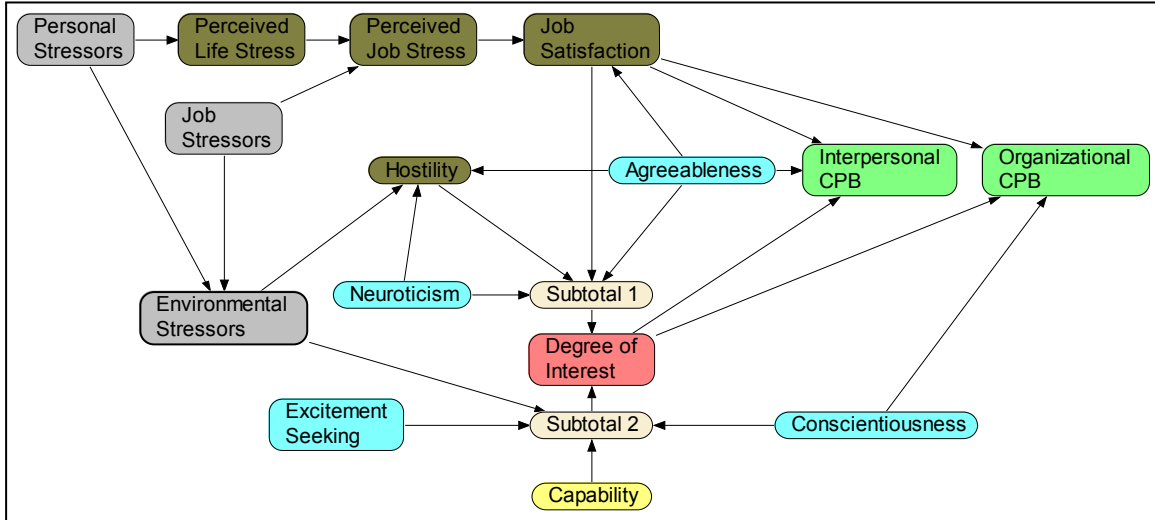 Personal
Stressors
Perceived
Life Stress
Perceived
Job Stress
Job
Satisfaction
Job
Stressors
Hostility
Agreeableness
Interpersonal
CPB
Organizational
CPB
Neuroticism
Subtotal 1
Environmental
Stressors
Degree of
Interest
Excitement
Seeking
Subtotal 2
Conscientiousness
Capability